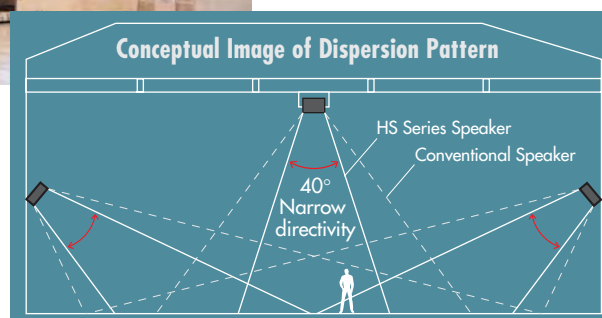 Conceptual Image of Dispersion Pattern
HS Series Speaker
Conventional Speaker
40°
Narrow
directivity